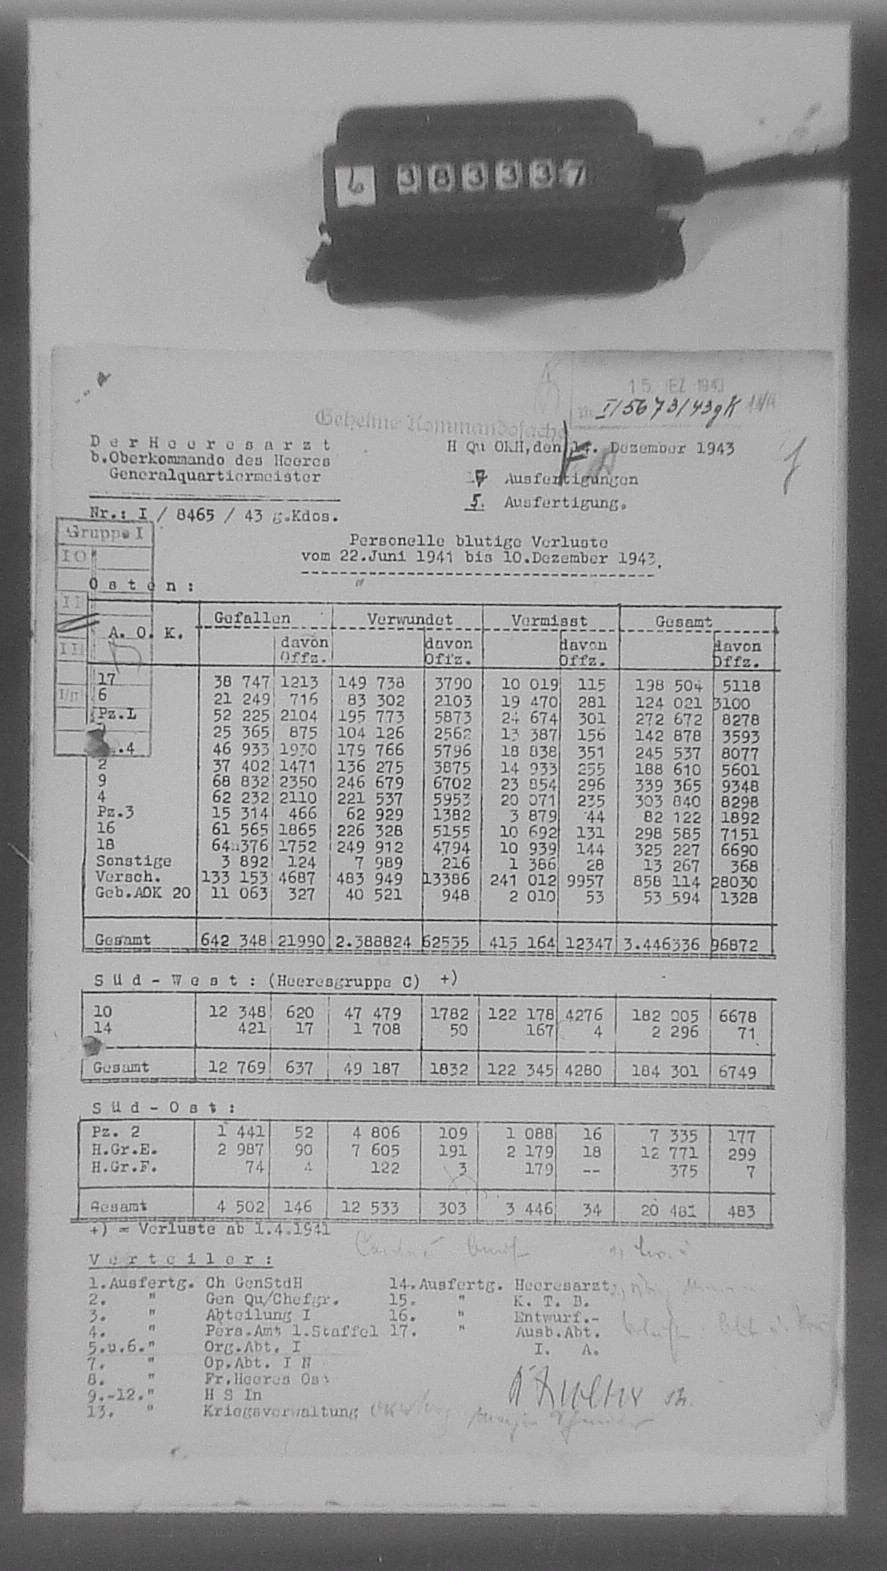 6 383337
15. DEZ 1943
I/5673/43gK
Geheime Kommandosache
D e r H e e r e s a r z t
H Qu OKH, den 14. Dezember 1943
b.Oberkommando des Heeres
Generalquartiermeister
17 Ausfertigungen
5. Ausfertigung.
Nr.: I / 8465 / 43 g.Kdos.
Gruppe I
Personelle blutige Verluste
vom 22.Juni 1941 bis 10.Dezember 1943.
O s t e n :
Gefallen Verwundet Vermisst Gesamt
A. O. K. davon Offz. davon Offz. davon Offz. davon Offz.
17 38 747 1213 149 738 3790 10 019 115 198 504 5118
6 21 249 716 83 302 2103 19 470 281 124 021 3100
Pz.1 52 225 2104 195 773 5873 24 674 301 272 672 8278
25 365 875 104 126 2562 13 387 156 142 878 3593
.4 46 933 1930 179 766 5796 18 838 351 245 537 8077
2 37 402 1471 136 275 3875 14 933 255 188 610 5601
9 68 832 2350 246 679 6702 23 854 296 339 365 9348
4 62 232 2110 221 537 5953 20 071 235 303 840 8298
Pz.3 15 314 466 62 929 1382 3 879 44 82 122 1892
16 61 565 1865 226 328 5155 10 692 131 298 585 7151
18 64 376 1752 249 912 4794 10 939 144 325 227 6690
Sonstige 3 892 124 7 989 216 1 386 28 13 267 368
Versch. 133 153 4687 483 949 13386 241 012 9957 858 114 28030
Geb.AOK 20 11 063 327 40 521 948 2 010 53 53 594 1328
Gesamt 642 348 21990 2.388824 62535 415 164 12347 3.446336 96872
S ü d - W e s t : (Heeresgruppe C) +)
10 12 348 620 47 479 1782 122 178 4276 182 005 6678
14 421 17 1 708 50 167 4 2 296 71
Gesamt 12 769 637 49 187 1832 122 345 4280 184 301 6749
S ü d - O s t :
Pz. 2 1 441 52 4 806 109 1 088 16 7 335 177
H.Gr.E. 2 987 90 7 605 191 2 179 18 12 771 299
H.Gr.F. 74 4 122 3 179 -- 375 7
Gesamt 4 502 146 12 533 303 3 446 34 20 481 483
+) = Verluste ab 1.4.1941
V e r t e i l e r :
1.Ausfertg. Ch GenStdH 14.Ausfertg. Heeresarzt
2. " Gen Qu/Chefgr. 15. " K. T. B.
3. " Abteilung I 16. " Entwurf.-
4. " Pers.Amt 1.Staffel 17. " Ausb.Abt.
5.u.6." Org.Abt. I I. A.
7. " Op.Abt. I N
8. " Fr.Heeres Ost
9.-12." H S In
13. " Kriegsverwaltung